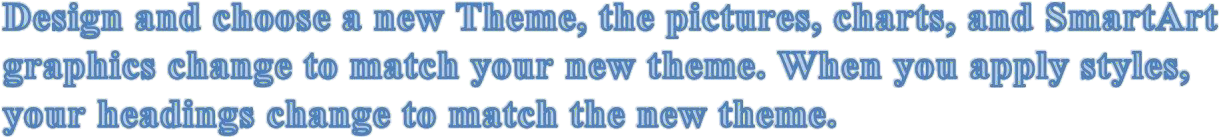 Design and choose a new Theme, the pictures, charts, and SmartArt
graphics change to match your new theme. When you apply styles,
your headings change to match the new theme.